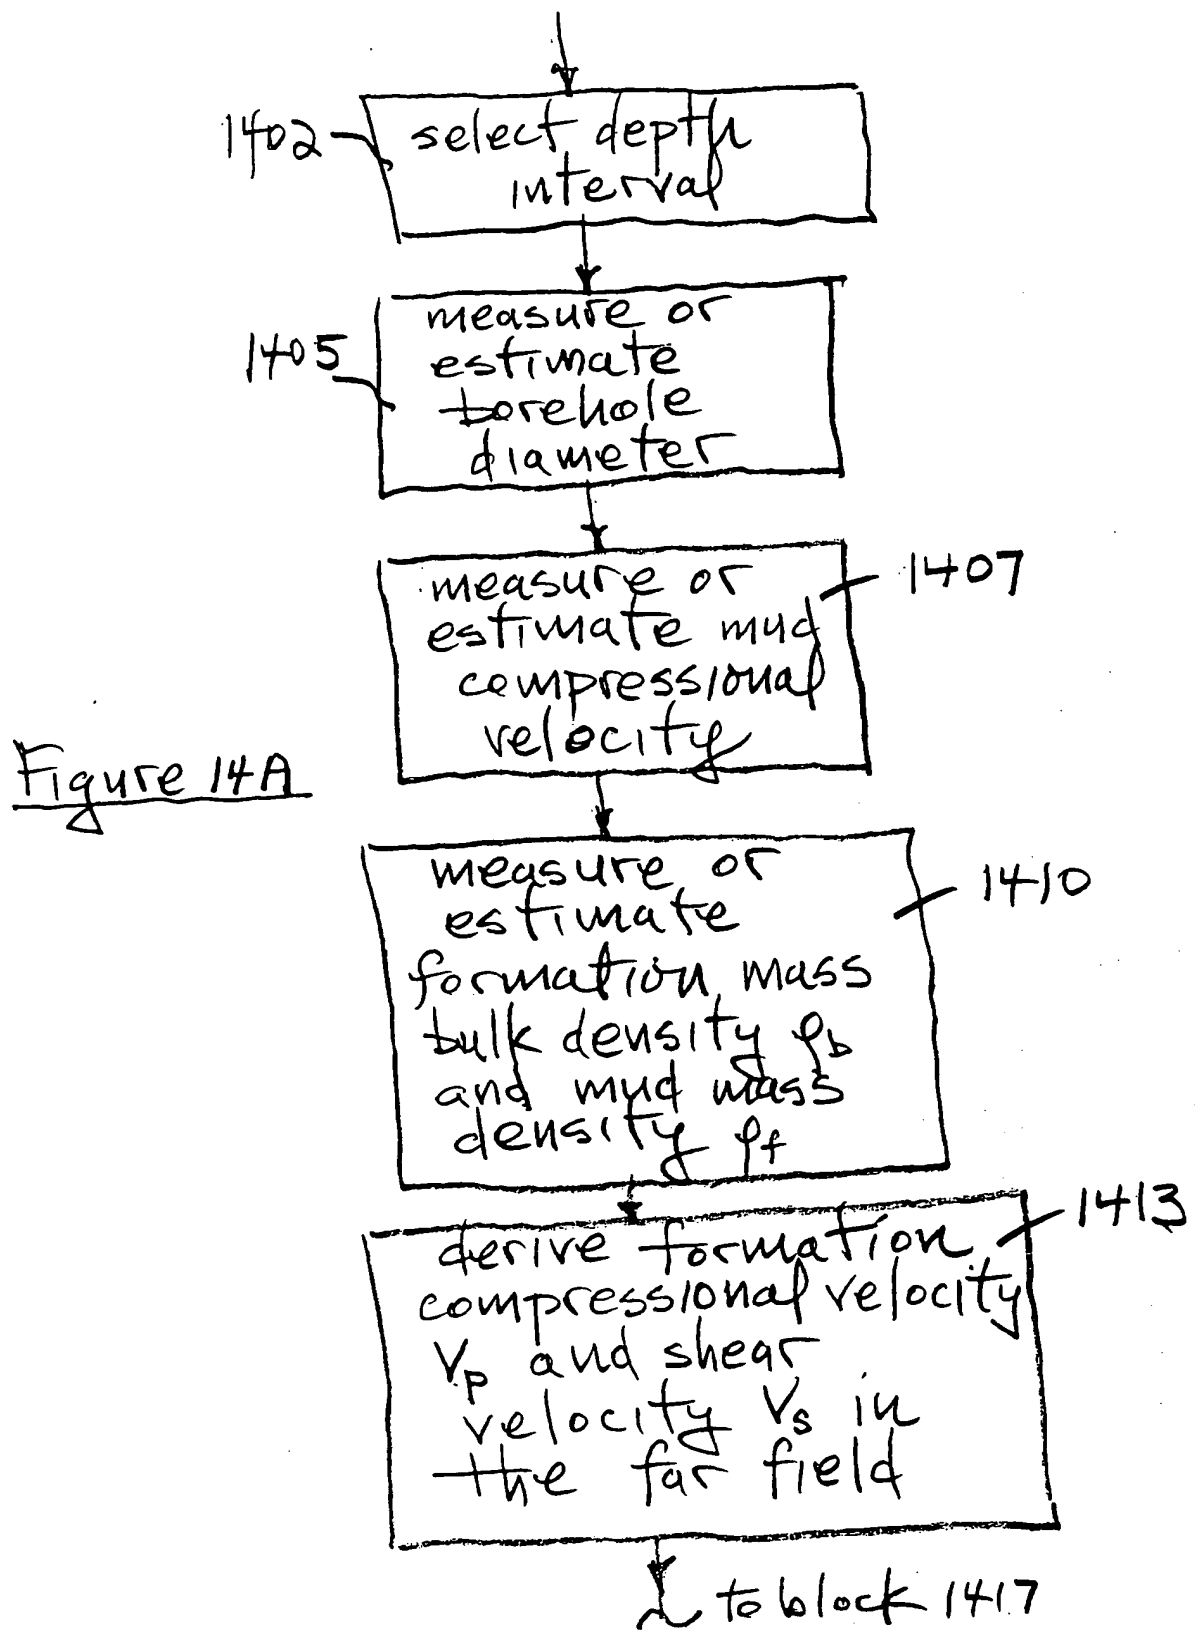 1402
select depth
interval
1405
measure or
estimate
borehole
diameter
1407
measure or
estimate mud
compressional
velocity
Figure 14A
1410
measure or
estimate
formation mass
bulk density ρb
and mud mass
density ρf
1413
derive formation
compressional velocity
Vp and shear
velocity Vs in
the far field
to block 1417